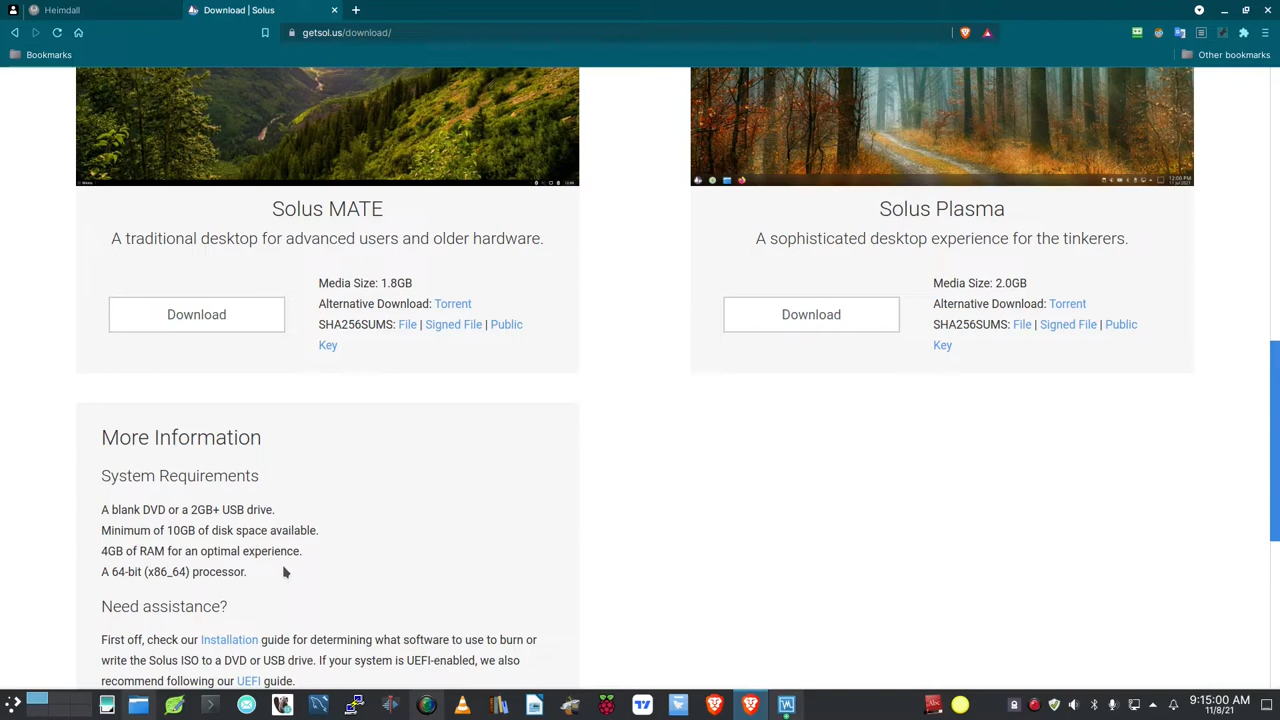 Heimdall
Download | Solus
getsol.us/download/
Bookmarks
Other bookmarks
12:00 PM
Solus MATE
A traditional desktop for advanced users and older hardware.
Download
Media Size: 1.8GB
Alternative Download: Torrent
SHA256SUMS: File | Signed File | Public
Key
Solus Plasma
A sophisticated desktop experience for the tinkerers.
Download
Media Size: 2.0GB
Alternative Download: Torrent
SHA256SUMS: File | Signed File | Public
Key
More Information
System Requirements
A blank DVD or a 2GB+ USB drive.
Minimum of 10GB of disk space available.
4GB of RAM for an optimal experience.
A 64-bit (x86_64) processor.
Need assistance?
First off, check our Installation guide for determining what software to use to burn or
write the Solus ISO to a DVD or USB drive. If your system is UEFI-enabled, we also
recommend following our UEFI guide.
9:15:00 AM
11/8/21